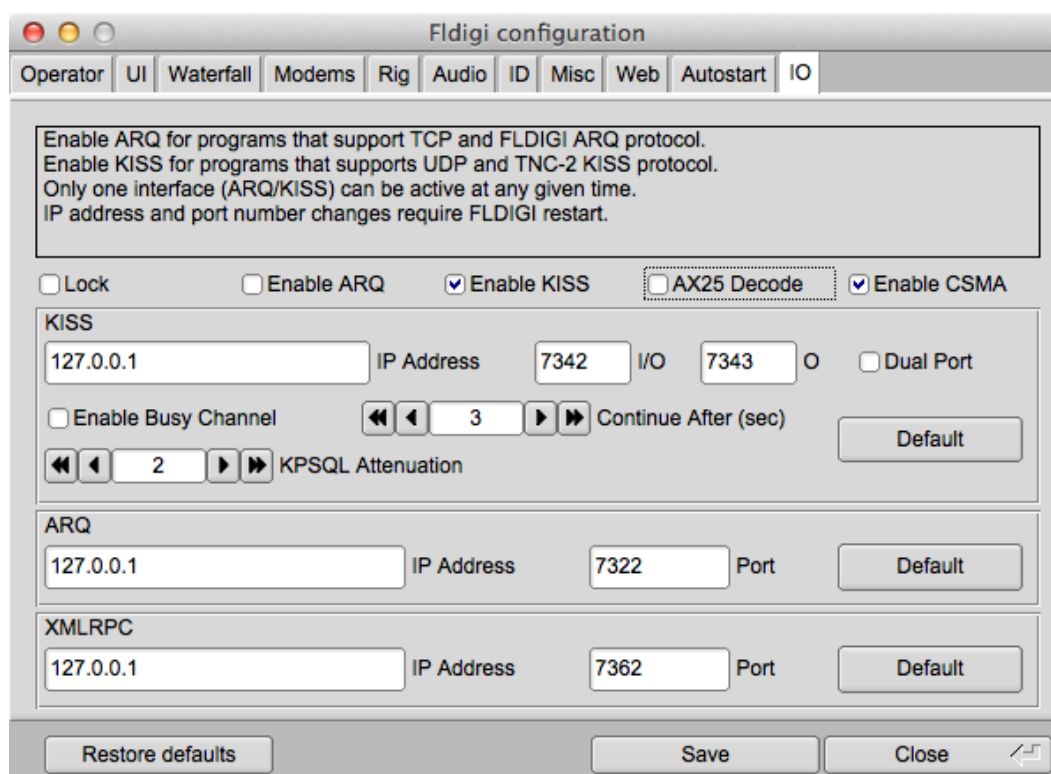 Fldigi configuration
Operator UI Waterfall Modems Rig Audio ID Misc Web Autostart IO
Enable ARQ for programs that support TCP and FLDIGI ARQ protocol.
Enable KISS for programs that supports UDP and TNC-2 KISS protocol.
Only one interface (ARQ/KISS) can be active at any given time.
IP address and port number changes require FLDIGI restart.
Lock Enable ARQ Enable KISS AX25 Decode Enable CSMA
KISS
127.0.0.1 IP Address 7342 I/O 7343 O Dual Port
Enable Busy Channel 3 Continue After (sec)
Default
2 KPSQL Attenuation
ARQ
127.0.0.1 IP Address 7322 Port Default
XMLRPC
127.0.0.1 IP Address 7362 Port Default
Restore defaults Save Close